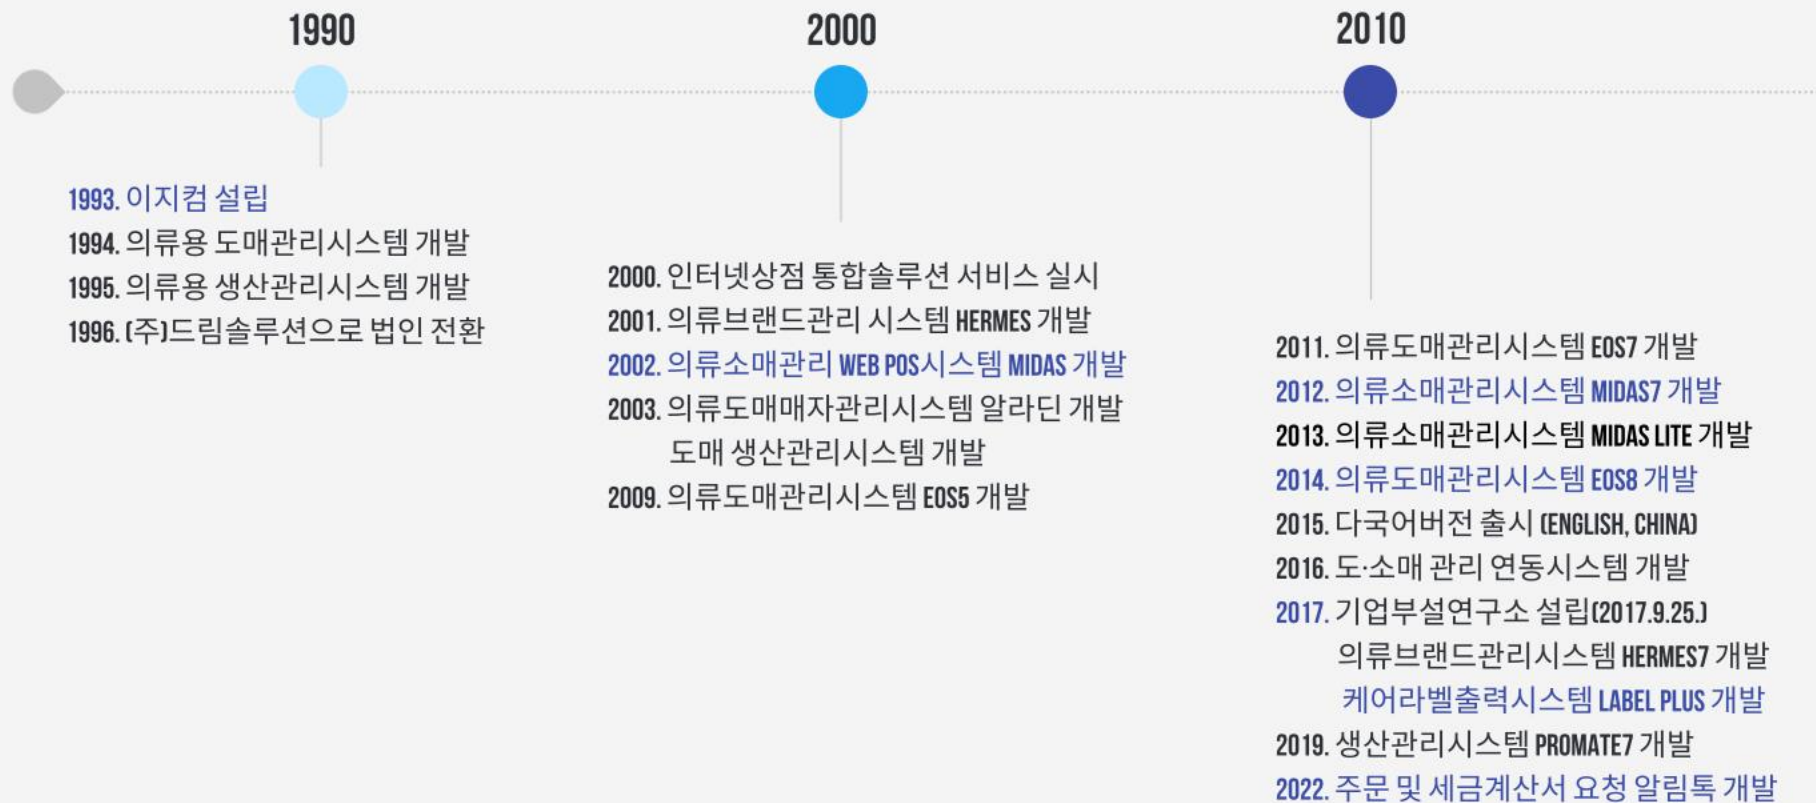 1990
1993. 이지컴 설립
1994. 의류용 도매관리시스템 개발
1995. 의류용 생산관리시스템 개발
1996. (주)드림솔루션으로 법인 전환
2000
2000. 인터넷상점 통합솔루션 서비스 실시
2001. 의류브랜드관리 시스템 HERMES 개발
2002. 의류소매관리 WEB POS시스템 MIDAS 개발
2003. 의류도매매자관리시스템 알라딘 개발
도매 생산관리시스템 개발
2009. 의류도매관리시스템 EOS5 개발
2010
2011. 의류도매관리시스템 EOS7 개발
2012. 의류소매관리시스템 MIDAS7 개발
2013. 의류소매관리시스템 MIDAS LITE 개발
2014. 의류도매관리시스템 EOS8 개발
2015. 다국어버전 출시 (ENGLISH, CHINA)
2016. 도·소매 관리 연동시스템 개발
2017. 기업부설연구소 설립(2017.9.25.)
의류브랜드관리시스템 HERMES7 개발
케어라벨출력시스템 LABEL PLUS 개발
2019. 생산관리시스템 PROMATE7 개발
2022. 주문 및 세금계산서 요청 알림톡 개발